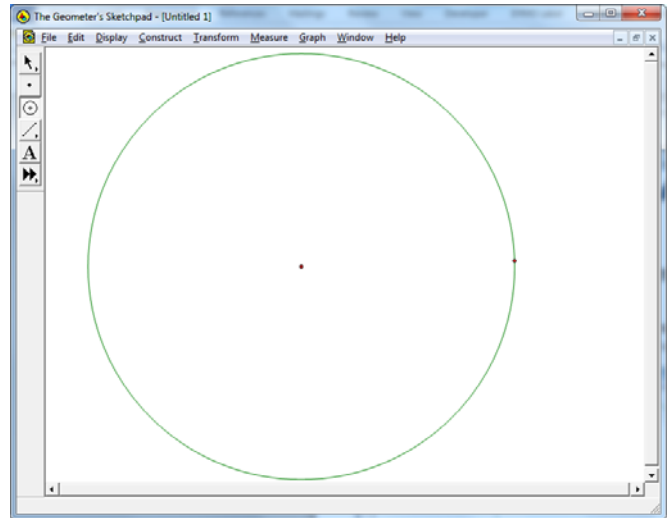 The Geometer's Sketchpad - [Untitled 1]
File Edit Display Construct Transform Measure Graph Window Help
A